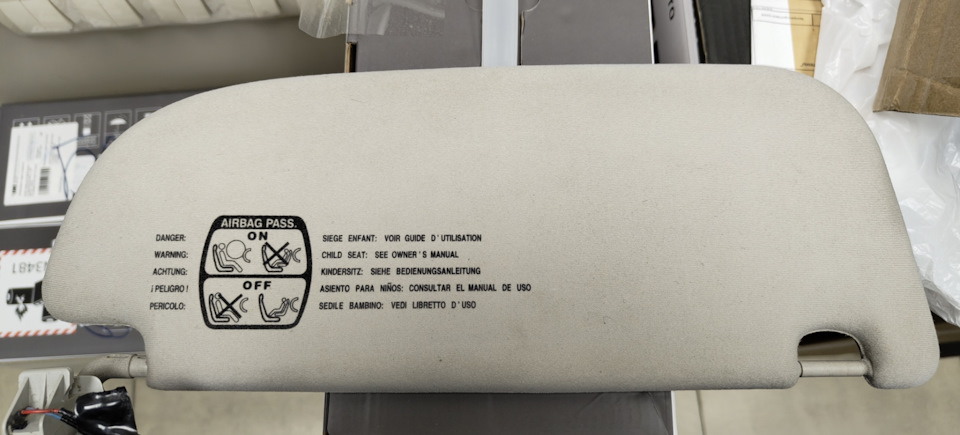 AIRBAG PASS.
ON
OFF
DANGER: SIEGE ENFANT: VOIR GUIDE D'UTILISATION
WARNING: CHILD SEAT: SEE OWNER'S MANUAL
ACHTUNG: KINDERSITZ: SIEHE BEDIENUNGSANLEITUNG
¡PELIGRO! ASIENTO PARA NIÑOS: CONSULTAR EL MANUAL DE USO
PERICOLO: SEDILE BAMBINO: VEDI LIBRETTO D'USO
3481